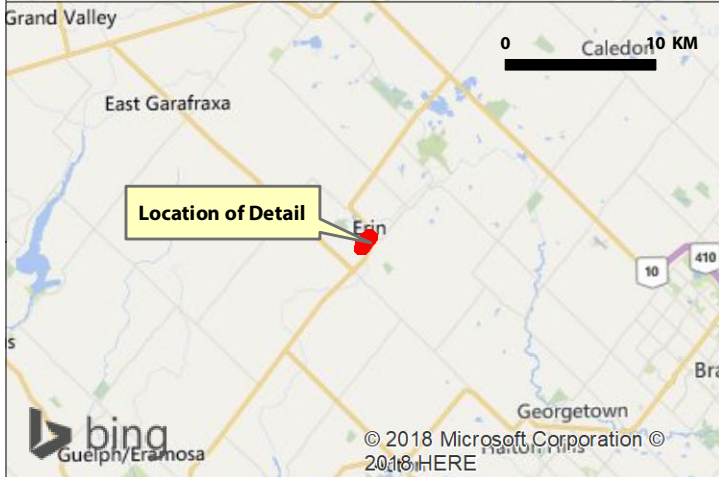 Grand Valley
0
10 KM
Caledon
East Garafraxa
Location of Detail
Erin
410
10
s
Bra
Georgetown
bing
Guelph/Eramosa
© 2018 Microsoft Corporation ©
2018 HERE
Halton Hills
Acton